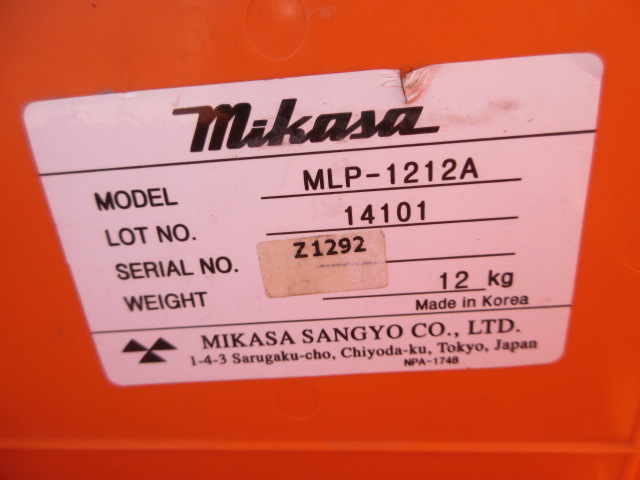 Mikasa
MODEL MLP-1212A
LOT NO. 14101
SERIAL NO. Z1292
WEIGHT 12 kg
Made in Korea
MIKASA SANGYO CO., LTD.
1-4-3 Sarugaku-cho, Chiyoda-ku, Tokyo, Japan
NPA-1748